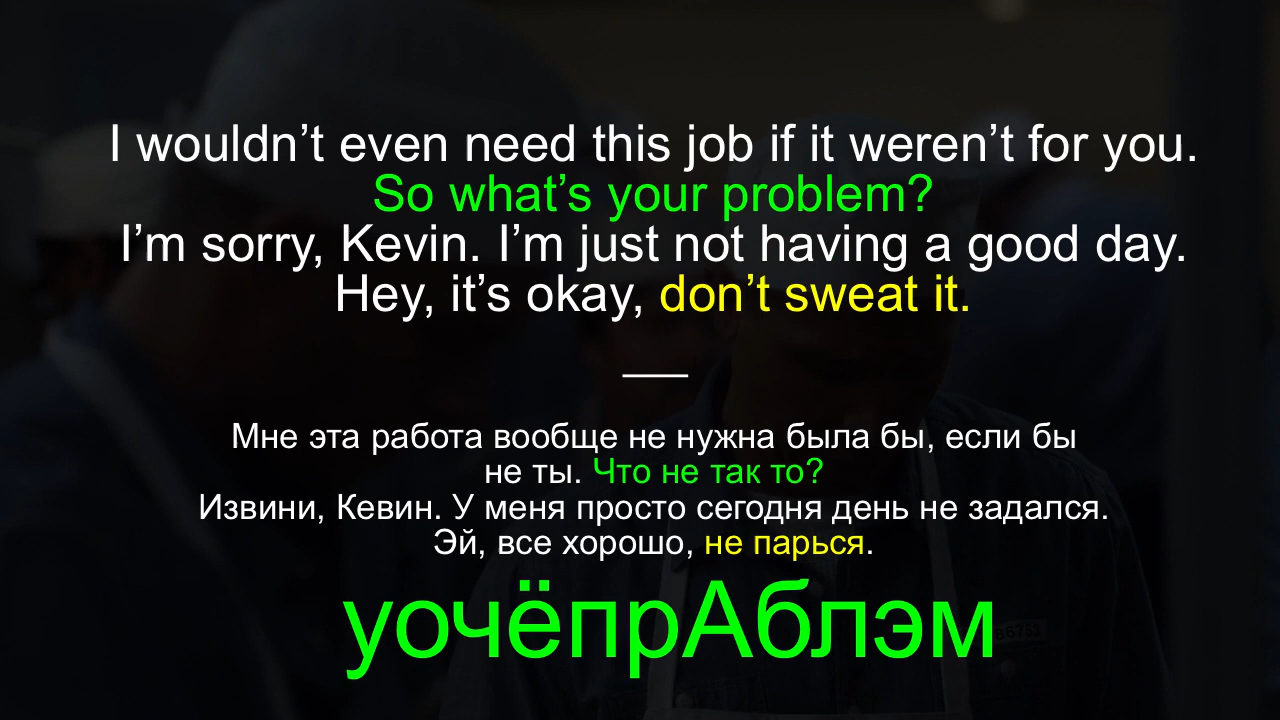 I wouldn’t even need this job if it weren’t for you.
So what’s your problem?
I’m sorry, Kevin. I’m just not having a good day.
Hey, it’s okay, don’t sweat it.
Мне эта работа вообще не нужна была бы, если бы
не ты. Что не так то?
Извини, Кевин. У меня просто сегодня день не задался.
Эй, все хорошо, не парься.
уочёпрАблэм